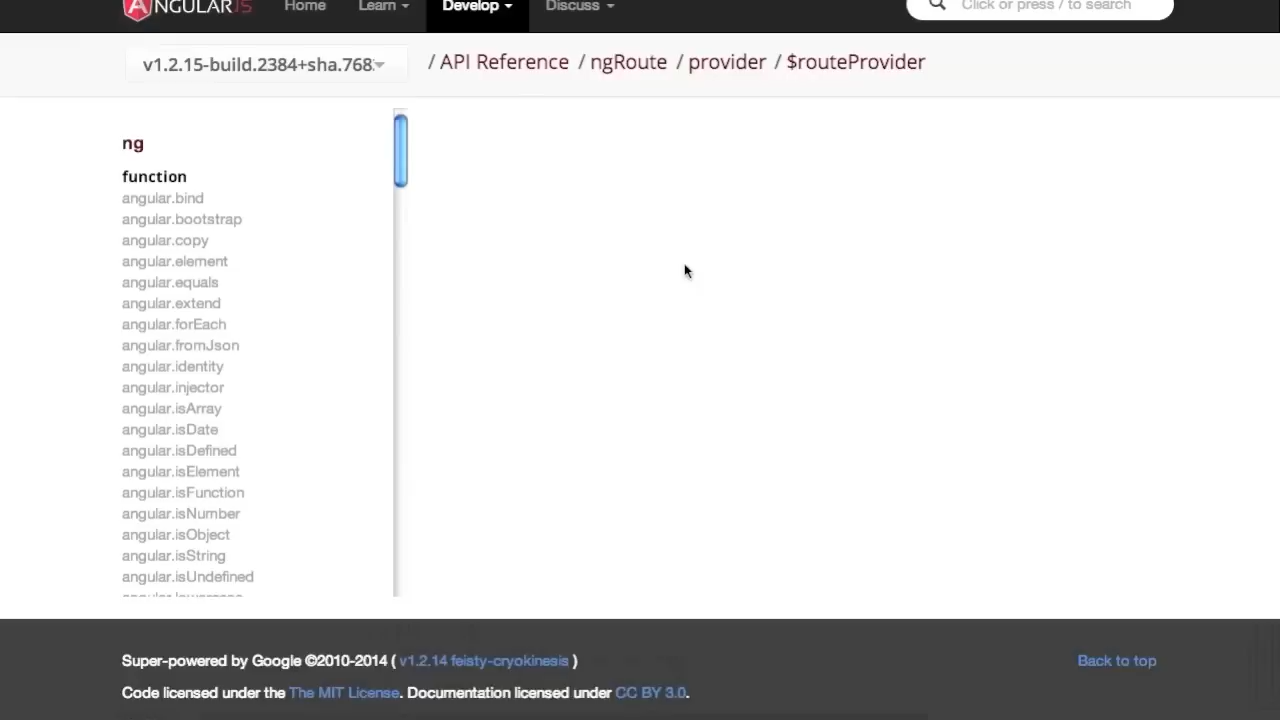 ANGULARJS Home Learn Develop Discuss Click or press / to search
v1.2.15-build.2384+sha.768 / API Reference / ngRoute / provider / $routeProvider
ng
function
angular.bind
angular.bootstrap
angular.copy
angular.element
angular.equals
angular.extend
angular.forEach
angular.fromJson
angular.identity
angular.injector
angular.isArray
angular.isDate
angular.isDefined
angular.isElement
angular.isFunction
angular.isNumber
angular.isObject
angular.isString
angular.isUndefined
angular.lowercase
Super-powered by Google ©2010-2014 ( v1.2.14 feisty-cryokinesis ) Back to top
Code licensed under the The MIT License. Documentation licensed under CC BY 3.0.